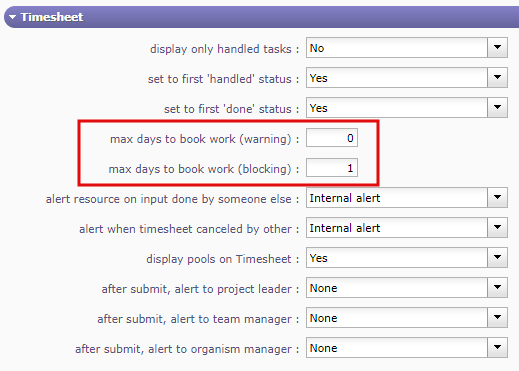 Timesheet
display only handled tasks : No
set to first 'handled' status : Yes
set to first 'done' status : Yes
max days to book work (warning) : 0
max days to book work (blocking) : 1
alert resource on input done by someone else : Internal alert
alert when timesheet canceled by other : Internal alert
display pools on Timesheet : Yes
after submit, alert to project leader : None
after submit, alert to team manager : None
after submit, alert to organism manager : None